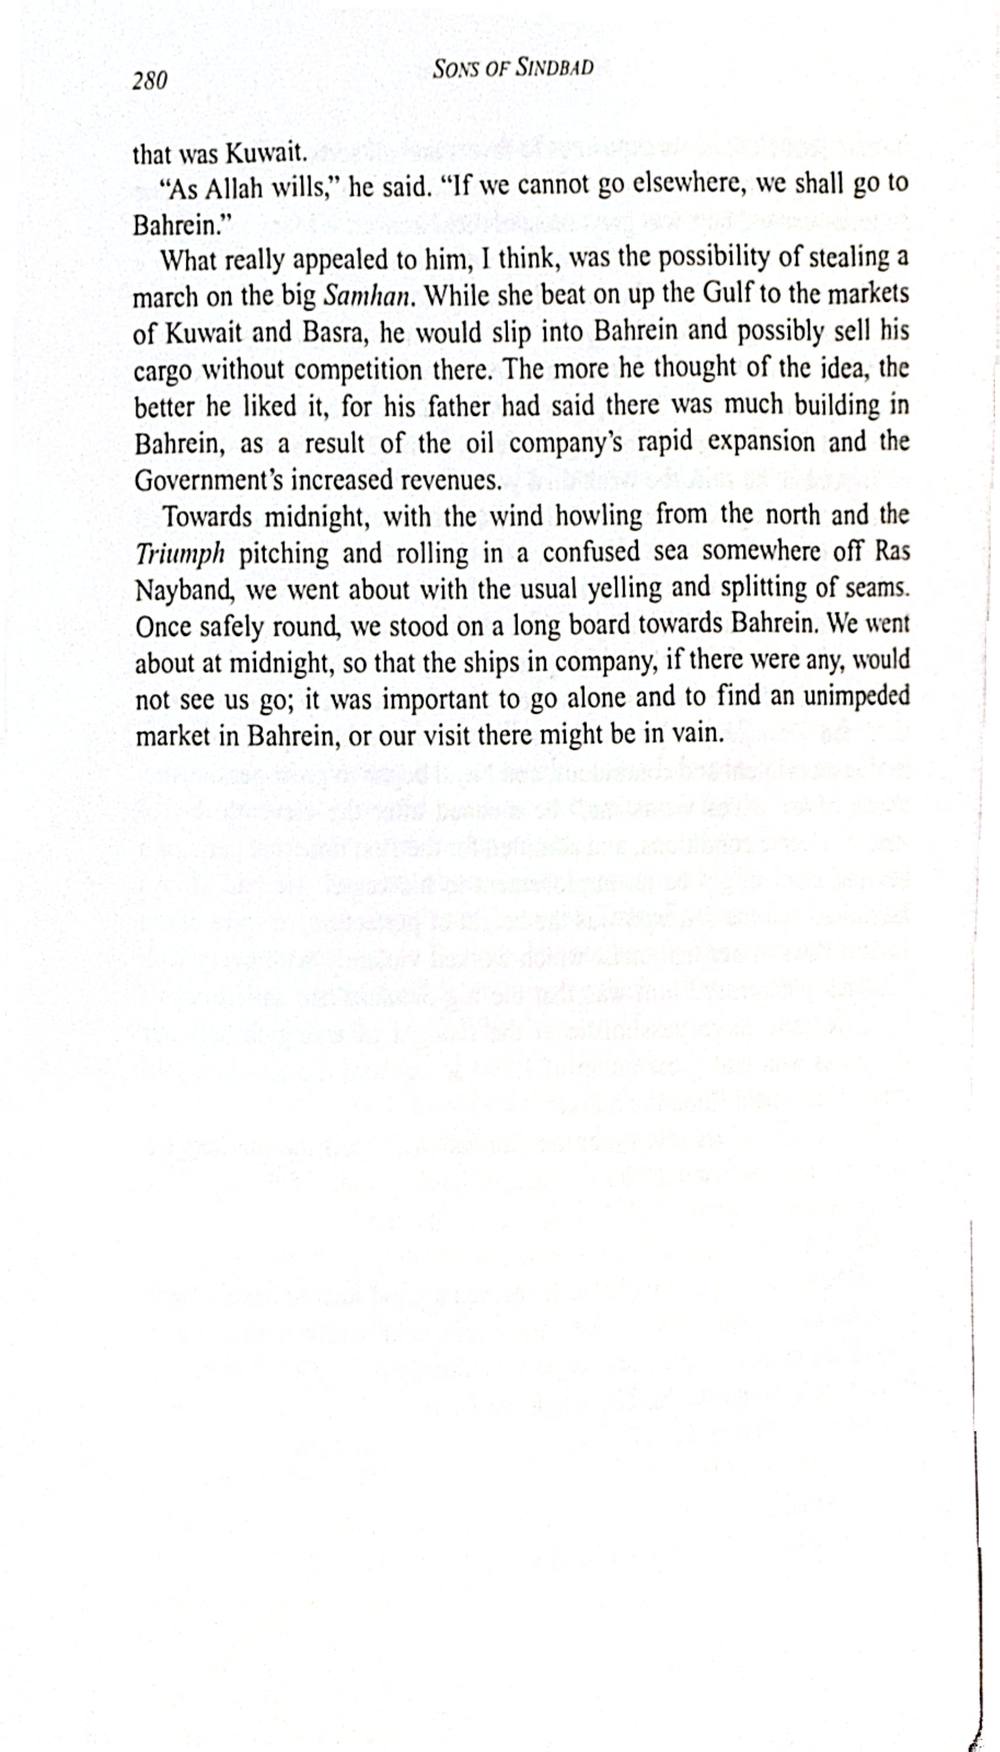 280
SONS OF SINDBAD
that was Kuwait.
“As Allah wills,” he said. “If we cannot go elsewhere, we shall go to
Bahrein.”
What really appealed to him, I think, was the possibility of stealing a
march on the big Samhan. While she beat on up the Gulf to the markets
of Kuwait and Basra, he would slip into Bahrein and possibly sell his
cargo without competition there. The more he thought of the idea, the
better he liked it, for his father had said there was much building in
Bahrein, as a result of the oil company’s rapid expansion and the
Government’s increased revenues.
Towards midnight, with the wind howling from the north and the
Triumph pitching and rolling in a confused sea somewhere off Ras
Nayband, we went about with the usual yelling and splitting of seams.
Once safely round, we stood on a long board towards Bahrein. We went
about at midnight, so that the ships in company, if there were any, would
not see us go; it was important to go alone and to find an unimpeded
market in Bahrein, or our visit there might be in vain.